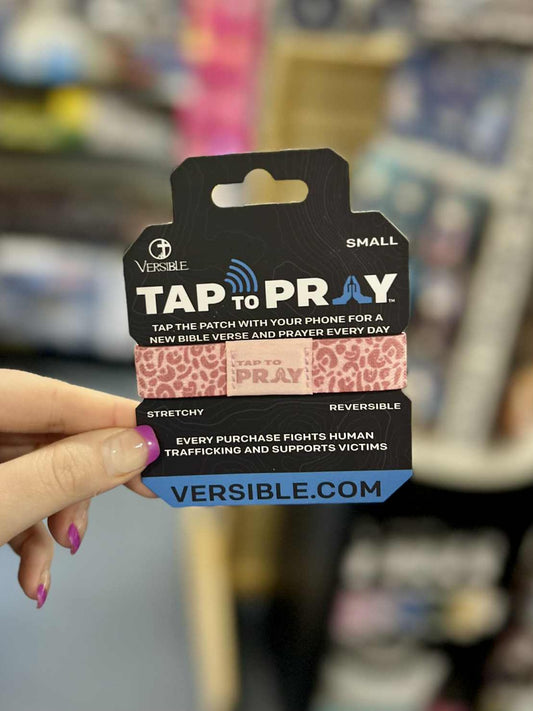 VERSIBLE
SMALL
TAP TO PRAY™
TAP THE PATCH WITH YOUR PHONE FOR A
NEW BIBLE VERSE AND PRAYER EVERY DAY
TAP TO
PRAY
STRETCHY
REVERSIBLE
EVERY PURCHASE FIGHTS HUMAN
TRAFFICKING AND SUPPORTS VICTIMS
VERSIBLE.COM